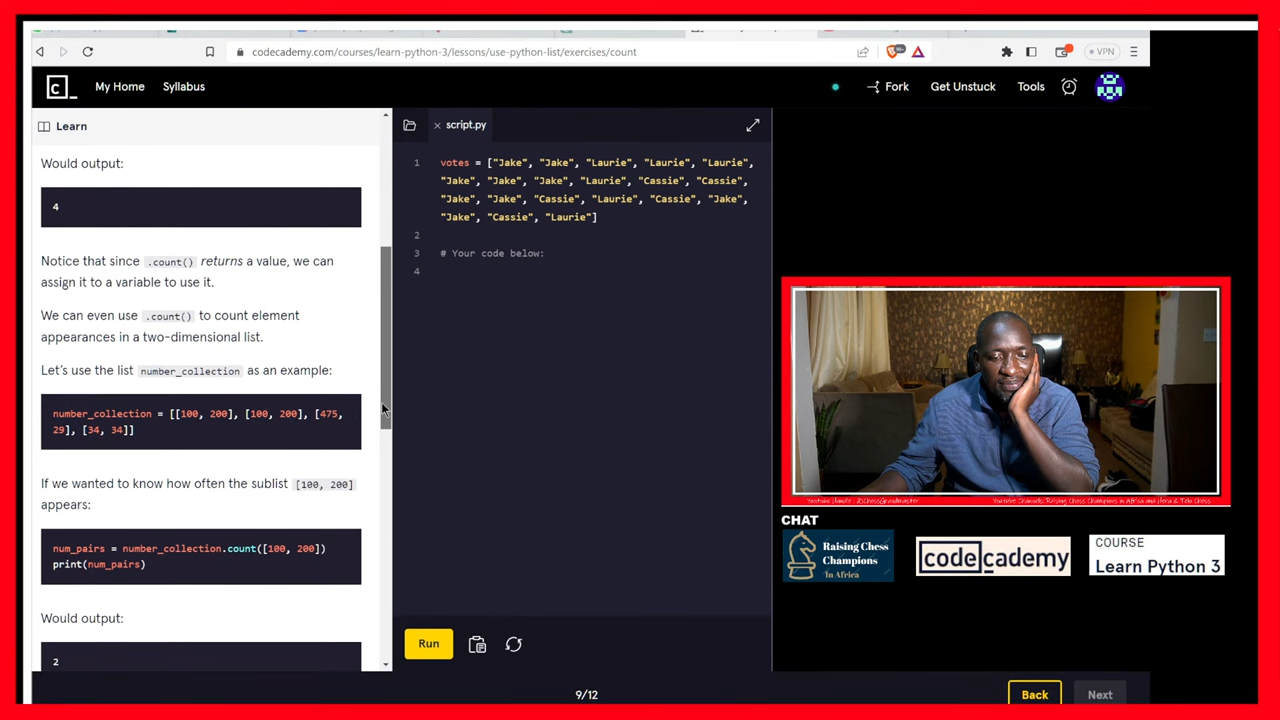 codecademy.com/courses/learn-python-3/lessons/use-python-list/exercises/count
VPN
My Home
Syllabus
Fork
Get Unstuck
Tools
Learn
Would output:
4
Notice that since .count() returns a value, we can
assign it to a variable to use it.
We can even use .count() to count element
appearances in a two-dimensional list.
Let's use the list number_collection as an example:
number_collection = [[100, 200], [100, 200], [475,
29], [34, 34]]
If we wanted to know how often the sublist [100, 200]
appears:
num_pairs = number_collection.count([100, 200])
print(num_pairs)
Would output:
2
script.py
1 votes = ["Jake", "Jake", "Laurie", "Laurie", "Laurie",
"Jake", "Jake", "Jake", "Laurie", "Cassie", "Cassie",
"Jake", "Jake", "Cassie", "Laurie", "Cassie", "Jake",
"Jake", "Cassie", "Laurie"]
2
3 # Your code below:
4
Run
9/12
Back
Next
CHAT
Raising Chess
Champions
In Africa
codecademy
COURSE
Learn Python 3